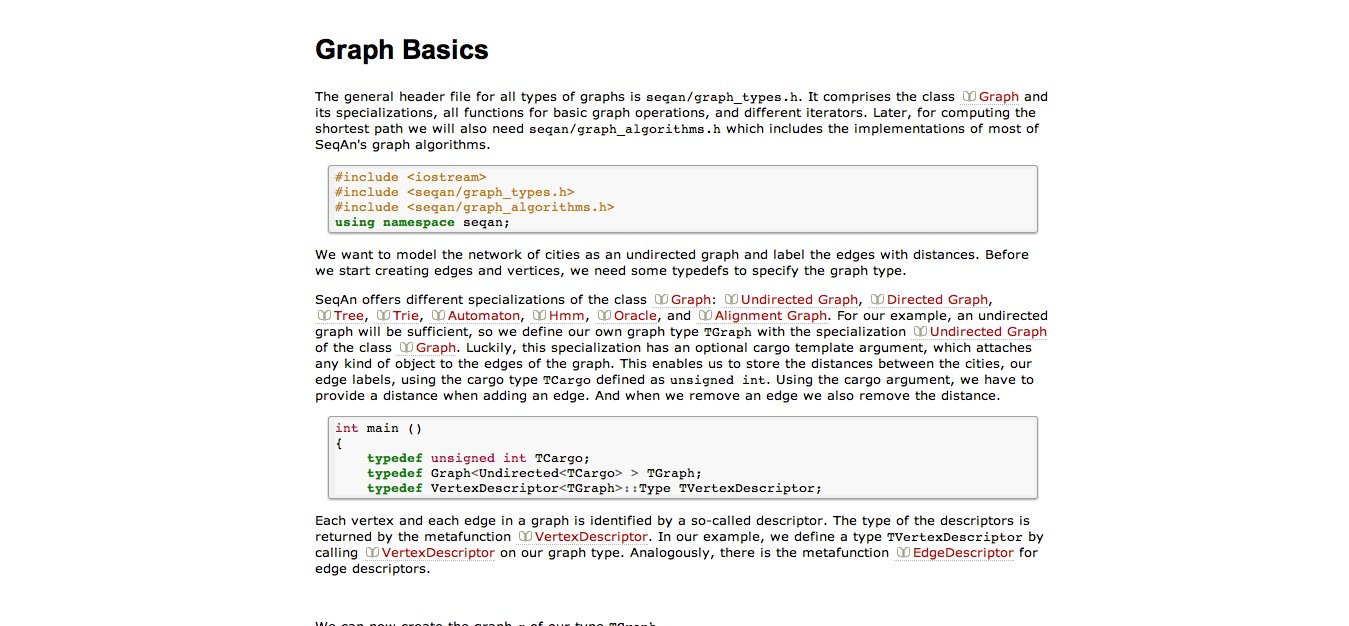 Graph Basics
The general header file for all types of graphs is seqan/graph_types.h. It comprises the class Graph and
its specializations, all functions for basic graph operations, and different iterators. Later, for computing the
shortest path we will also need seqan/graph_algorithms.h which includes the implementations of most of
SeqAn's graph algorithms.
#include <iostream>
#include <seqan/graph_types.h>
#include <seqan/graph_algorithms.h>
using namespace seqan;
We want to model the network of cities as an undirected graph and label the edges with distances. Before
we start creating edges and vertices, we need some typedefs to specify the graph type.
SeqAn offers different specializations of the class Graph: Undirected Graph, Directed Graph,
Tree, Trie, Automaton, Hmm, Oracle, and Alignment Graph. For our example, an undirected
graph will be sufficient, so we define our own graph type TGraph with the specialization Undirected Graph
of the class Graph. Luckily, this specialization has an optional cargo template argument, which attaches
any kind of object to the edges of the graph. This enables us to store the distances between the cities, our
edge labels, using the cargo type TCargo defined as unsigned int. Using the cargo argument, we have to
provide a distance when adding an edge. And when we remove an edge we also remove the distance.
int main ()
{
    typedef unsigned int TCargo;
    typedef Graph<Undirected<TCargo> > TGraph;
    typedef VertexDescriptor<TGraph>::Type TVertexDescriptor;
Each vertex and each edge in a graph is identified by a so-called descriptor. The type of the descriptors is
returned by the metafunction VertexDescriptor. In our example, we define a type TVertexDescriptor by
calling VertexDescriptor on our graph type. Analogously, there is the metafunction EdgeDescriptor for
edge descriptors.
We can now create the graph g of our type TGraph.